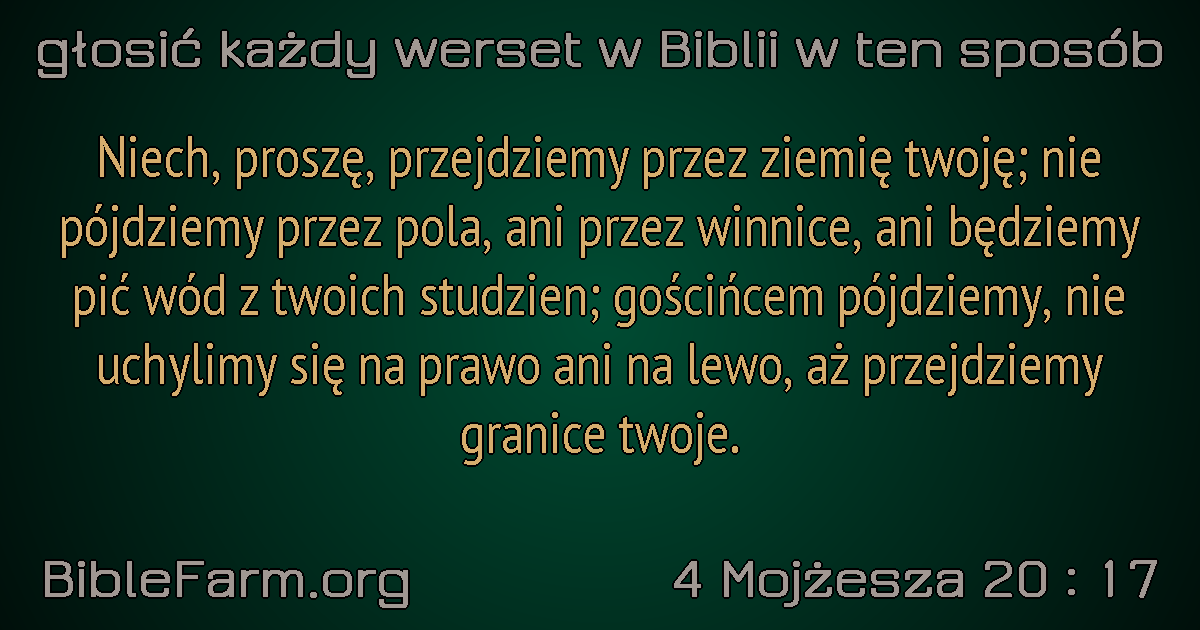 głosić każdy werset w Biblii w ten sposób
Niech, proszę, przejdziemy przez ziemię twoję; nie
pójdziemy przez pola, ani przez winnice, ani będziemy
pić wód z twoich studzien; gościńcem pójdziemy, nie
uchylimy się na prawo ani na lewo, aż przejdziemy
granice twoje.
BibleFarm.org
4 Mojżesza 20 : 17